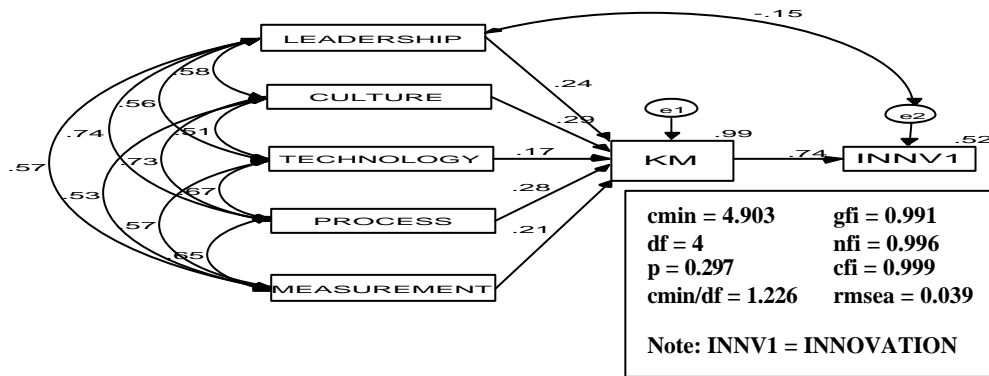 -.15
LEADERSHIP
.58
.24
CULTURE
e1
e2
.56
.51
.29
.99
.52
.74
.73
TECHNOLOGY
.17
KM
.74
INNV1
.57
.67
.28
.53
PROCESS
.57
.21
.65
MEASUREMENT
cmin = 4.903 gfi = 0.991
df = 4 nfi = 0.996
p = 0.297 cfi = 0.999
cmin/df = 1.226 rmsea = 0.039
Note: INNV1 = INNOVATION